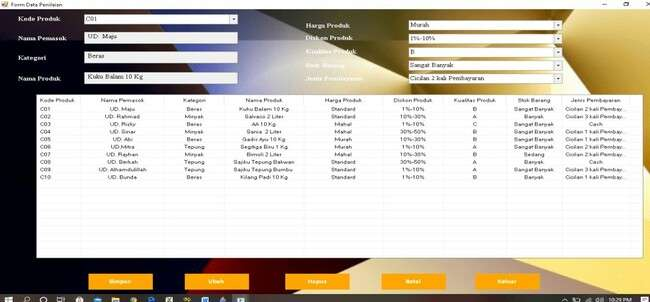 Form Data Penilaian
Kode Produk C01
Nama Pemasok UD. Maju
Kategori Beras
Nama Produk Kuku Balam 10 Kg
Harga Produk Murah
Diskon Produk 1%-10%
Kualitas Produk B
Stok Barang Sangat Banyak
Jenis Pembayaran Cicilan 2 kali Pembayaran
Kode Produk Nama Pemasok Kategori Nama Produk Harga Produk Diskon Produk Kualitas Produk Stok Barang Jenis Pembayaran
C01 UD. Maju Beras Kuku Balam 10 Kg Standard 1%-10% B Sangat Banyak Cicilan 2 kali Pembay...
C02 UD. Rahmad Minyak Salvaco 2 Liter Standard 10%-30% A Banyak Cicilan 3 kali Pembay...
C03 UD. Rizky Beras AA 10 Kg Mahal 1%-10% C Sangat Banyak Cash
C04 UD. Sinar Minyak Sania 2 Liter Mahal 30%-50% B Sangat Banyak Cicilan 1 kali Pembay...
C05 UD. Abi Beras Gadis Ayu 10 Kg Murah 10%-30% B Sangat Banyak Cicilan 1 kali Pembay...
C06 UD.Mitra Tepung Segitiga Biru 1 Kg Murah 1%-10% A Sangat Banyak Cicilan 2 kali Pembay...
C07 UD. Rayhan Minyak Bimoli 2 Liter Mahal 10%-30% B Sedang Cicilan 2 kali Pembay...
C08 UD. Berkah Tepung Sajiku Tepung Bakwan Standard 30%-50% A Banyak Cash
C09 UD. Alhamdulillah Tepung Sajiku Tepung Bumbu Standard 1%-10% A Sangat Banyak Cicilan 3 kali Pembay...
C10 UD. Bunda Beras Kilang Padi 10 Kg Standard 1%-10% B Banyak Cicilan 1 kali Pembay...
Simpan Ubah Hapus Batal Keluar
10:29 PM